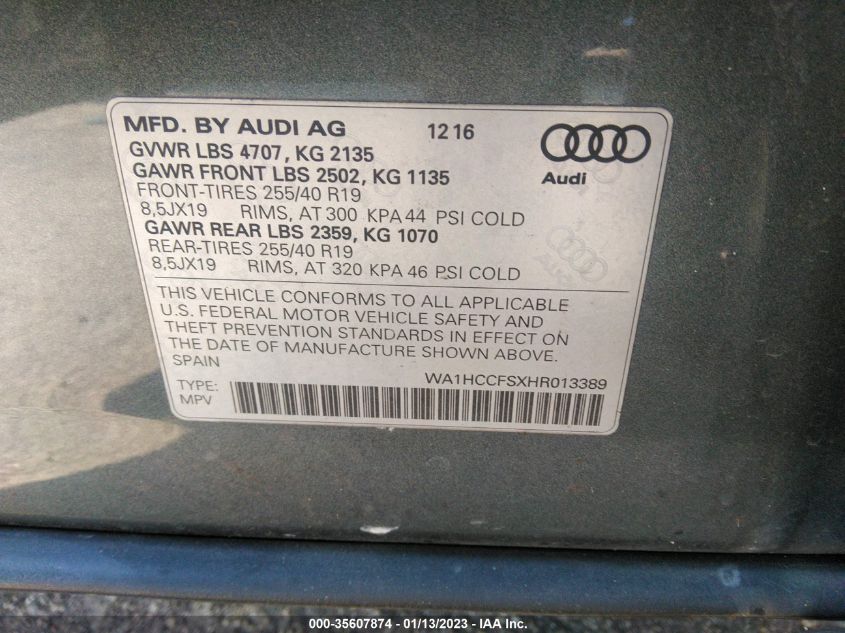 MFD. BY AUDI AG 12 16
GVWR LBS 4707, KG 2135
GAWR FRONT LBS 2502, KG 1135
Audi
FRONT-TIRES 255/40 R19
8,5JX19 RIMS, AT 300 KPA 44 PSI COLD
GAWR REAR LBS 2359, KG 1070
REAR-TIRES 255/40 R19
8,5JX19 RIMS, AT 320 KPA 46 PSI COLD
THIS VEHICLE CONFORMS TO ALL APPLICABLE
U.S. FEDERAL MOTOR VEHICLE SAFETY AND
THEFT PREVENTION STANDARDS IN EFFECT ON
THE DATE OF MANUFACTURE SHOWN ABOVE.
SPAIN
WA1HCCFSXHR013389
TYPE:
MPV
000-35607874 — 01/13/2023 — IAA Inc.